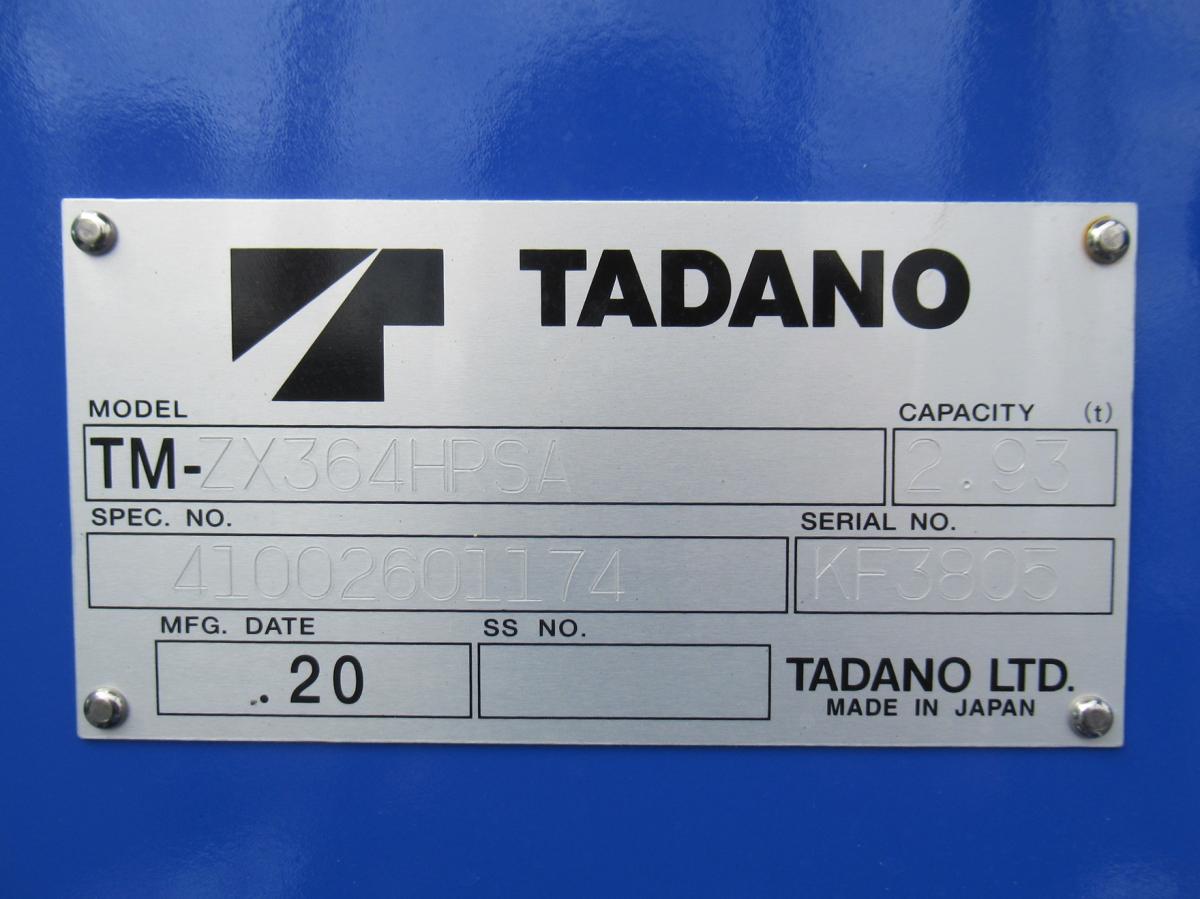 TADANO
MODEL CAPACITY (t)
TM-ZX364HPSA 2.93
SPEC. NO. SERIAL NO.
41002601174 KF3805
MFG. DATE SS NO.
.20 TADANO LTD.
MADE IN JAPAN